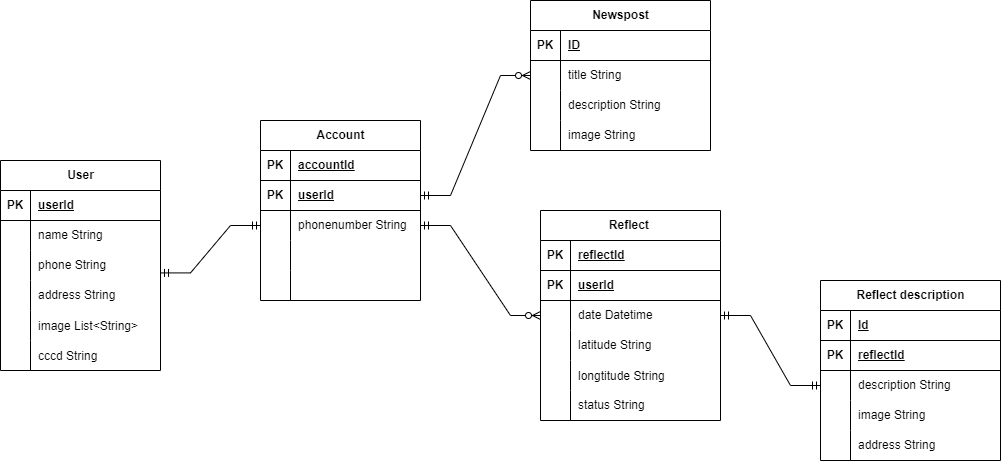 User
PK userId
name String
phone String
address String
image List<String>
cccd String
Account
PK accountId
PK userId
phonenumber String
Newspost
PK ID
title String
description String
image String
Reflect
PK reflectId
PK userId
date Datetime
latitude String
longtitude String
status String
Reflect description
PK Id
PK reflectId
description String
image String
address String